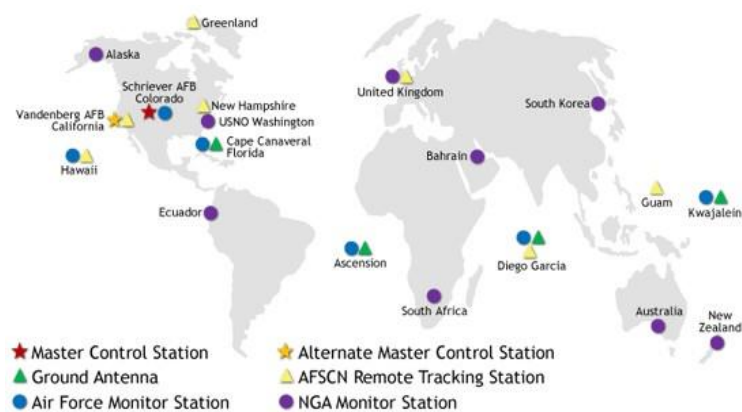 Greenland
Alaska
Schriever AFB
Colorado
Vandenberg AFB
California
New Hampshire
USNO Washington
Cape Canaveral
Florida
Hawaii
United Kingdom
South Korea
Bahrain
Guam
Kwajalein
Ecuador
Ascension
Diego Garcia
South Africa
Australia
New
Zealand
Master Control Station
Alternate Master Control Station
Ground Antenna
AFSCN Remote Tracking Station
Air Force Monitor Station
NGA Monitor Station